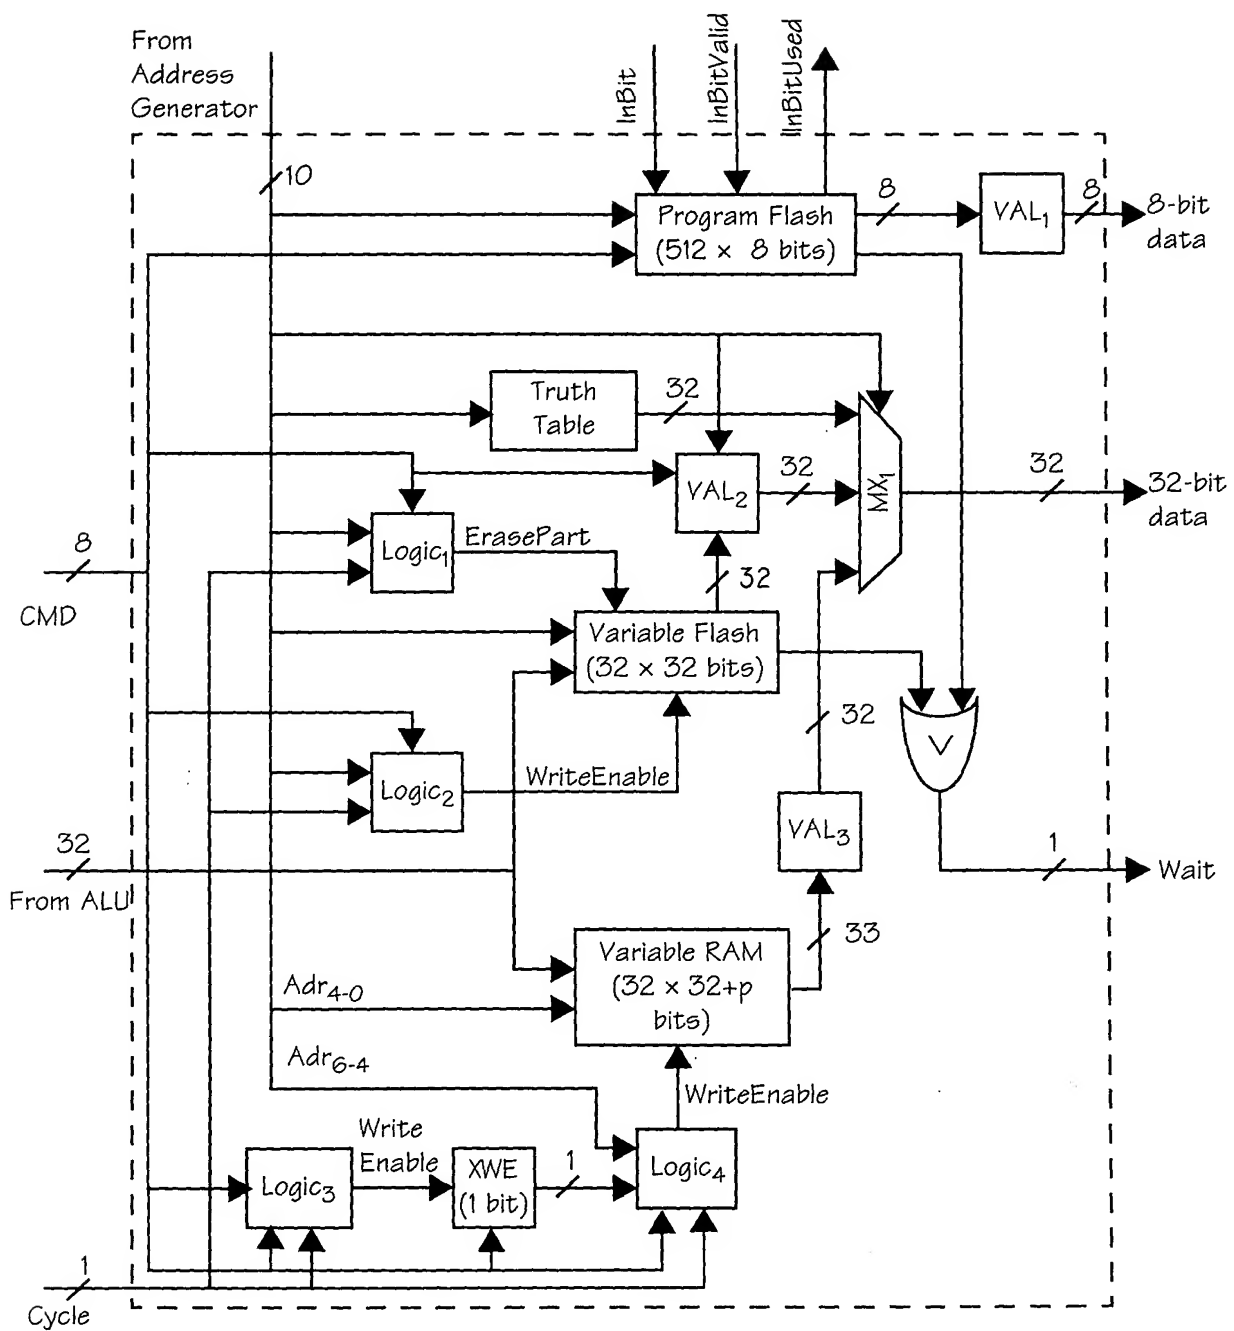 From
Address
Generator
InBit
InBitValid
InBitUsed
10
Program Flash
(512 × 8 bits)
8
VAL1
8
8-bit
data
Truth
Table
32
VAL2
32
MX1
32
32-bit
data
8
CMD
Logic1
ErasePart
32
Variable Flash
(32 × 32 bits)
32
V
Logic2
WriteEnable
VAL3
32
From ALU
1
Wait
Variable RAM
(32 × 32+p
bits)
33
Adr4-0
Adr6-4
WriteEnable
Write
Enable
Logic3
XWE
(1 bit)
1
Logic4
1
Cycle